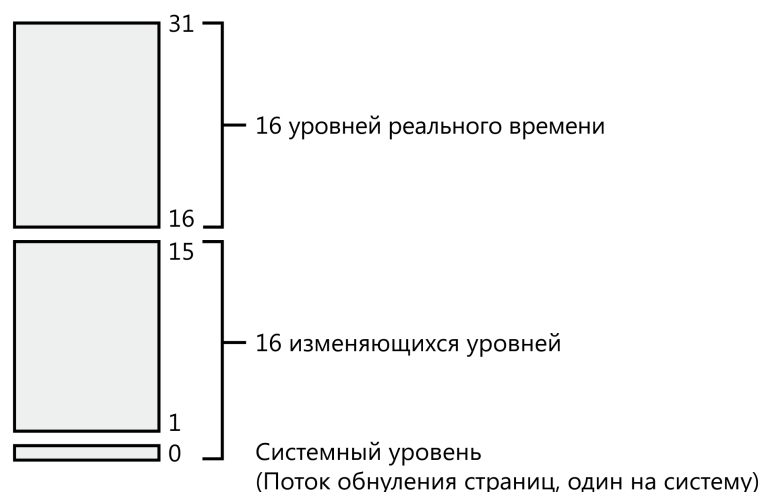 31
16 уровней реального времени
16
15
16 изменяющихся уровней
1
0
Системный уровень
(Поток обнуления страниц, один на систему)